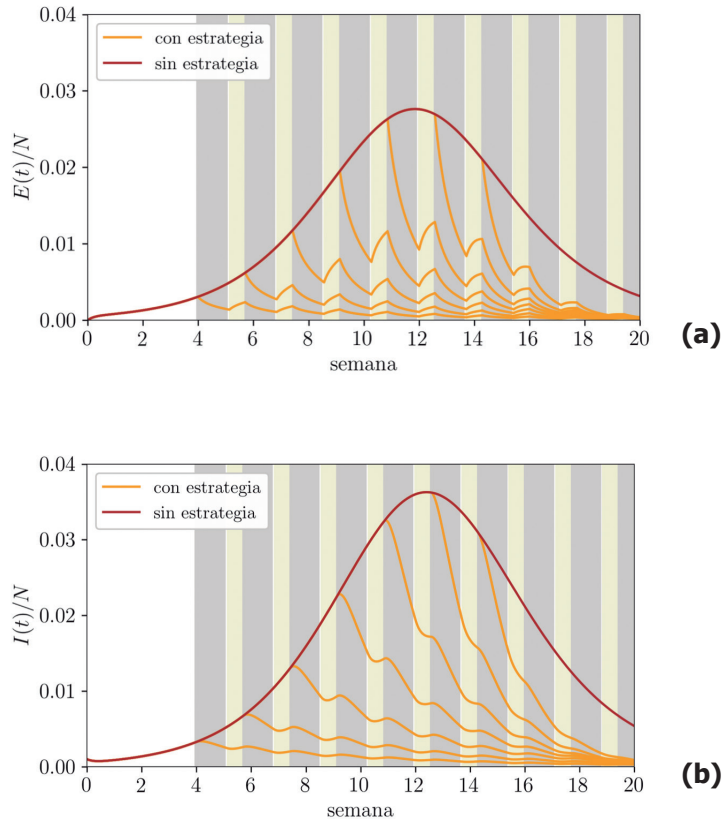 0.04
0.03
0.02
0.01
0.00
E(t)/N
con estrategia
sin estrategia
0 2 4 6 8 10 12 14 16 18 20
semana
(a)
0.04
0.03
0.02
0.01
0.00
I(t)/N
con estrategia
sin estrategia
0 2 4 6 8 10 12 14 16 18 20
semana
(b)